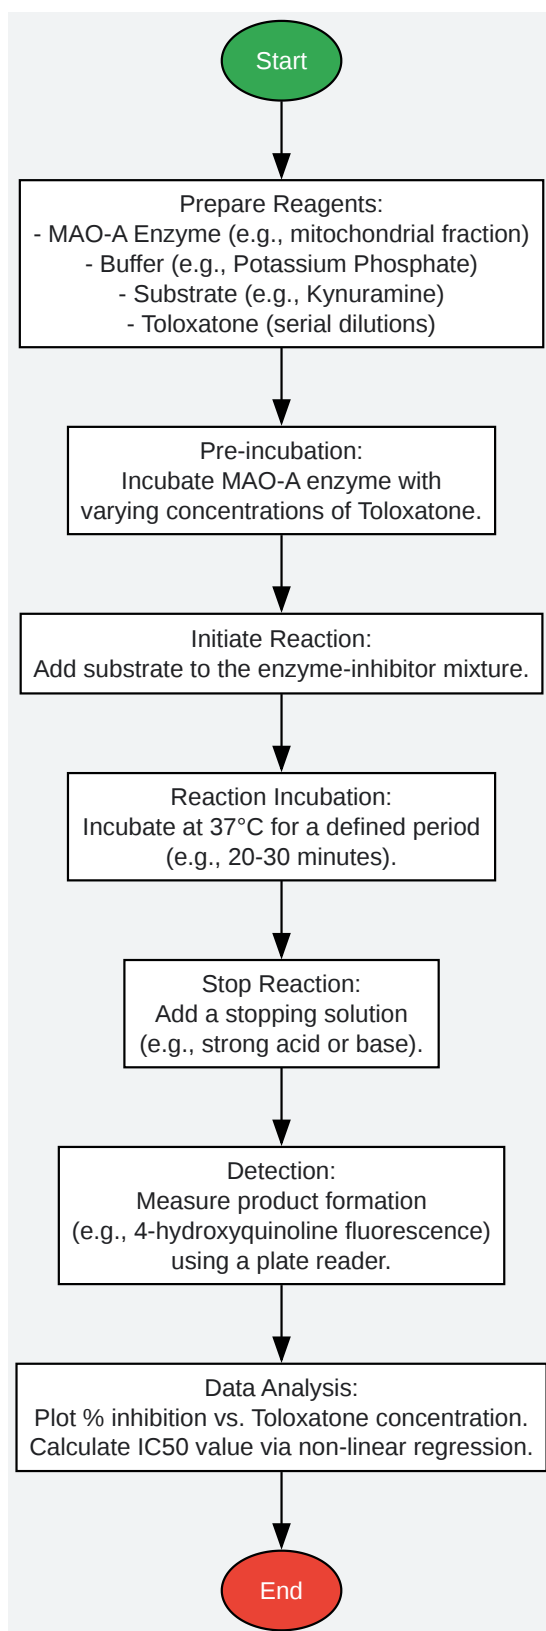 Start
Prepare Reagents:
- MAO-A Enzyme (e.g., mitochondrial fraction)
- Buffer (e.g., Potassium Phosphate)
- Substrate (e.g., Kynuramine)
- Toloxatone (serial dilutions)
Pre-incubation:
Incubate MAO-A enzyme with
varying concentrations of Toloxatone.
Initiate Reaction:
Add substrate to the enzyme-inhibitor mixture.
Reaction Incubation:
Incubate at 37°C for a defined period
(e.g., 20-30 minutes).
Stop Reaction:
Add a stopping solution
(e.g., strong acid or base).
Detection:
Measure product formation
(e.g., 4-hydroxyquinoline fluorescence)
using a plate reader.
Data Analysis:
Plot % inhibition vs. Toloxatone concentration.
Calculate IC50 value via non-linear regression.
End